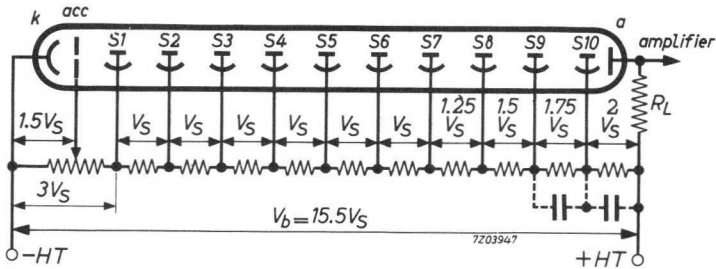 k acc a
S1 S2 S3 S4 S5 S6 S7 S8 S9 S10
amplifier
1.25 1.5 1.75 2
RL
1.5VS VS VS VS VS VS VS VS VS VS VS
3VS
Vb=15.5VS
7Z03947
-HT +HT